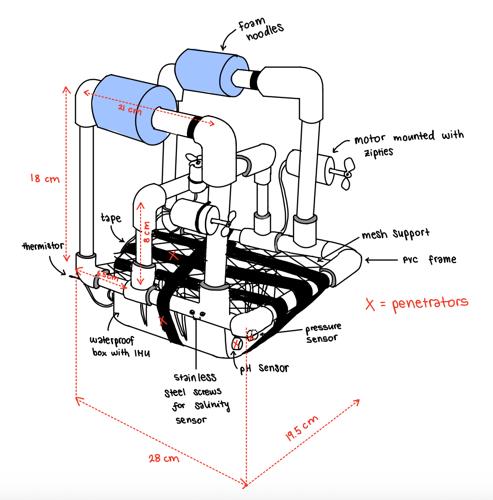 foam
noodles
21 cm
motor mounted with
zipties
18 cm
tape
8 cm
mesh support
thermistor
PVC frame
X = penetrators
waterproof
box with IMU
pressure
sensor
pH sensor
stainless
steel screws
for salinity
sensor
28 cm
19.5 cm